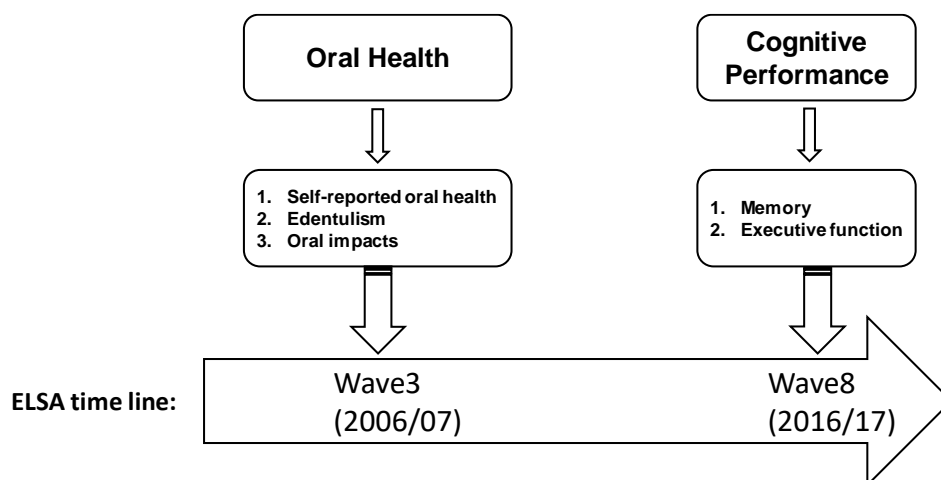 Oral Health
Cognitive
Performance
1. Self-reported oral health
2. Edentulism
3. Oral impacts
1. Memory
2. Executive function
ELSA time line:
Wave3
(2006/07)
Wave8
(2016/17)